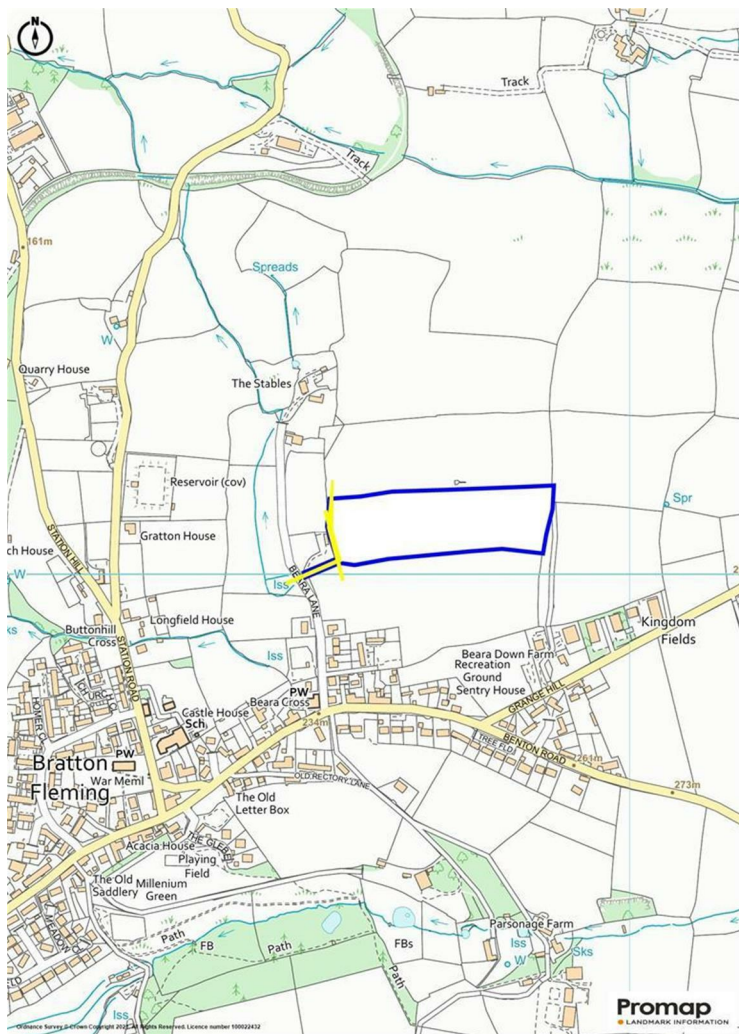 N
Track
Track
161m
Spreads
W
Quarry House
The Stables
Reservoir (cov)
Spr
STATION HILL
Gratton House
ch House
W
Iss
BEARA LANE
Longfield House
Buttonhill
Cross
STATION ROAD
Iss
Kingdom
Fields
Beara Down Farm
Recreation
Ground
Sentry House
GRANGE HILL
PW
Beara Cross
234m
CHURCH CL
Castle House
Sch
BENTON ROAD
TREE FLD
261m
273m
PW
Bratton
Fleming
War Meml
OLD RECTORY LANE
The Old
Letter Box
THE GLEBE
Acacia House
Playing
Field
The Old
Saddlery
Millenium
Green
Path
FB
Path
FBs
Path
Parsonage Farm
Iss
W
Sks
Iss
Promap
LANDMARK INFORMATION